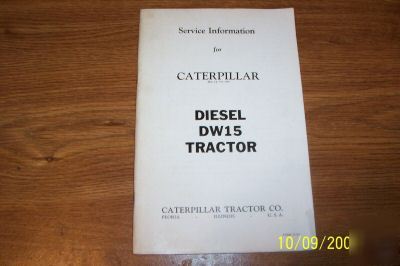 Service Information
for
CATERPILLAR
DIESEL
DW15
TRACTOR
CATERPILLAR TRACTOR CO.
PEORIA - ILLINOIS U.S.A.
10/09/200